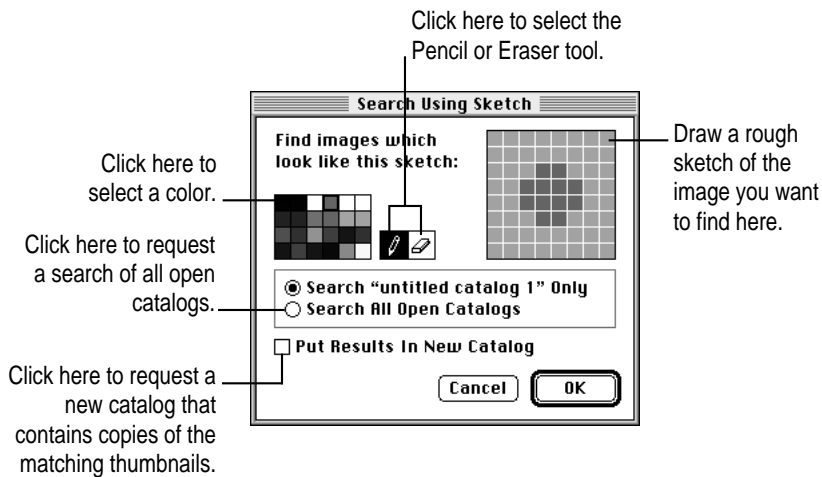 Click here to select the
Pencil or Eraser tool.
Search Using Sketch
Find images which
look like this sketch:
Draw a rough
sketch of the
image you want
to find here.
Click here to
select a color.
Click here to request
a search of all open
catalogs.
Search “untitled catalog 1” Only
Search All Open Catalogs
Put Results In New Catalog
Click here to request a
new catalog that
contains copies of the
matching thumbnails.
Cancel
OK